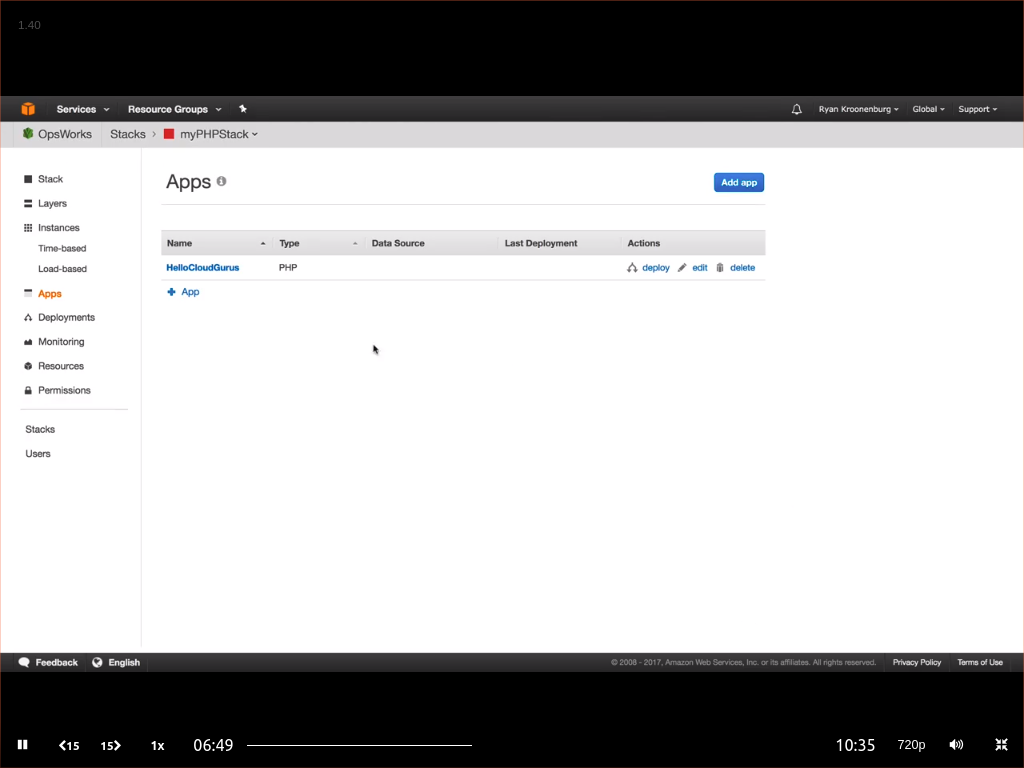 1.40
Services Resource Groups Ryan Kroonenburg Global Support
OpsWorks Stacks myPHPStack
Stack
Layers
Instances
Time-based
Load-based
Apps
Deployments
Monitoring
Resources
Permissions
Stacks
Users
Apps Add app
Name Type Data Source Last Deployment Actions
HelloCloudGurus PHP deploy edit delete
App
Feedback English © 2008 - 2017, Amazon Web Services, Inc. or its affiliates. All rights reserved. Privacy Policy Terms of Use
15 15 1x 06:49 10:35 720p